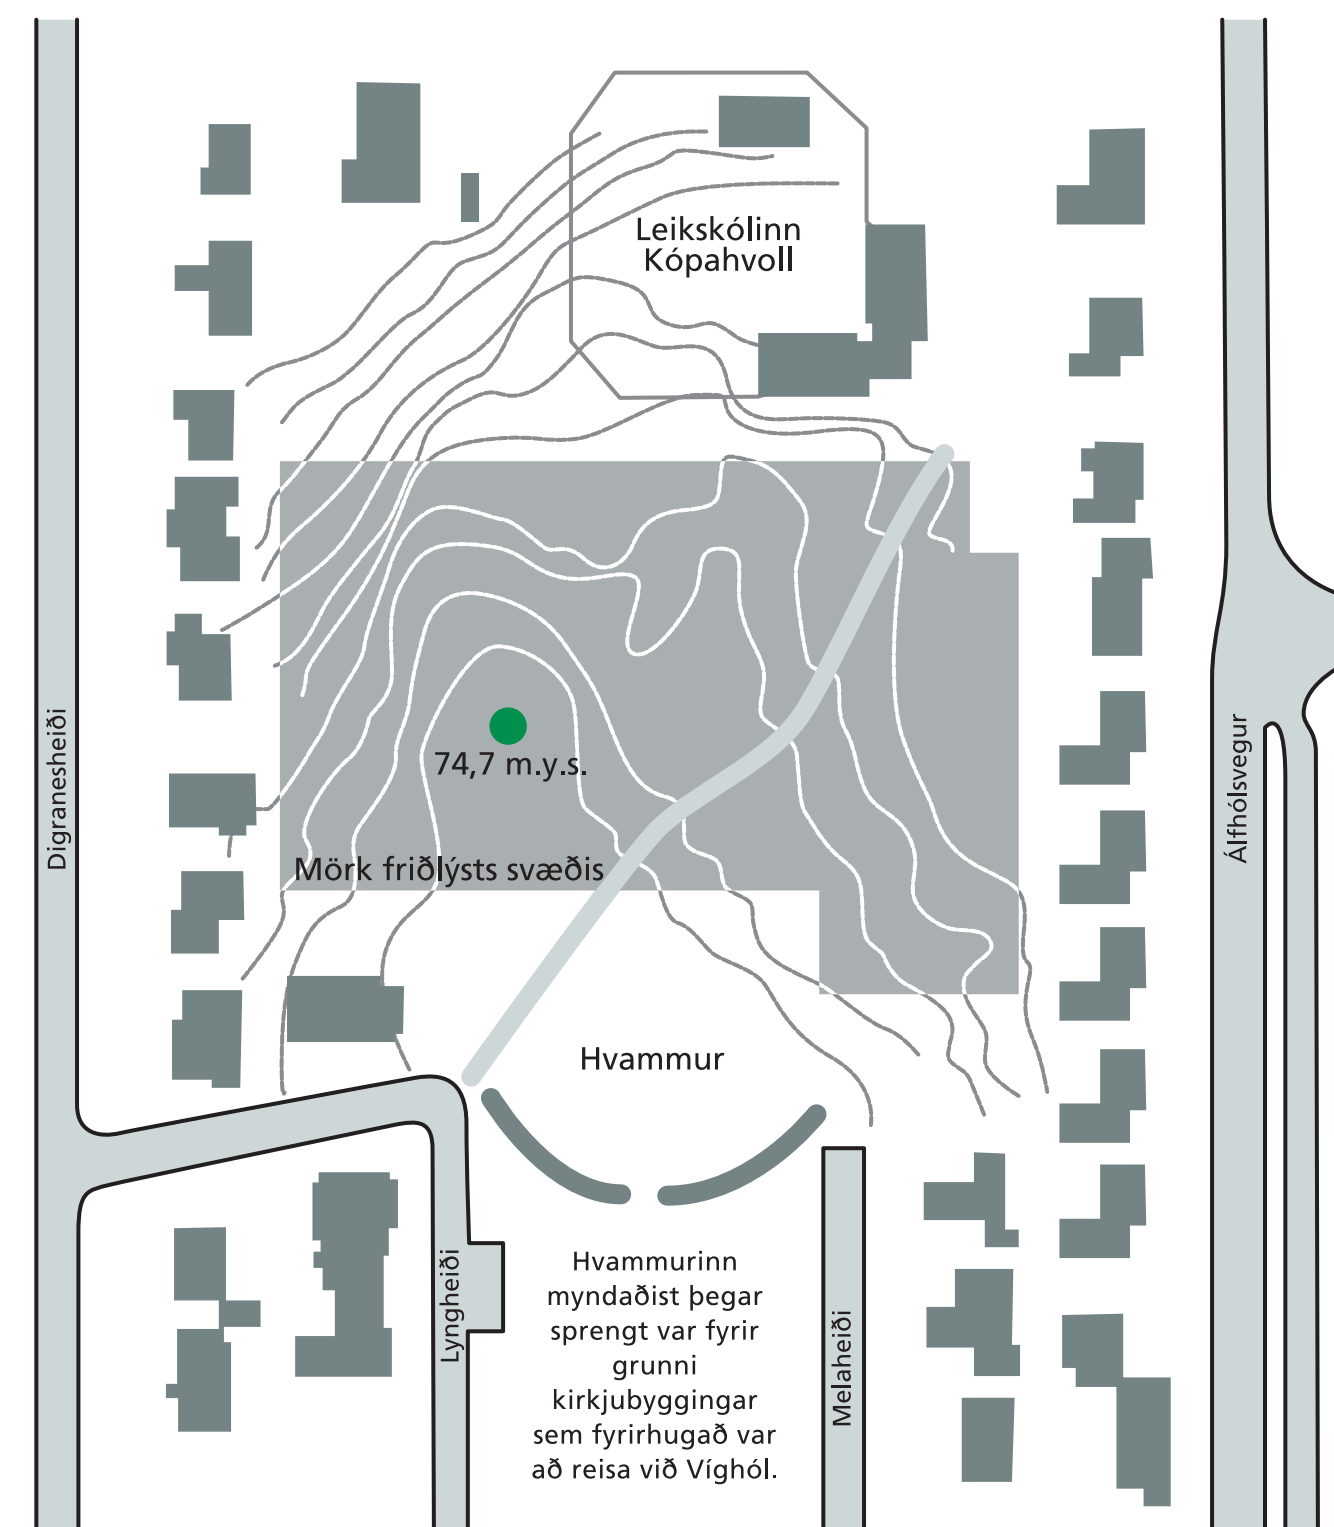 Leikskólinn
Kópahvoll
Digranesheiði
74,7 m.y.s.
Álfhólsvegur
Mörk friðlýsts svæðis
Hvammur
Lyngheiði
Hvammurinn
myndaðist þegar
sprengt var fyrir
grunni
kirkjubyggingar
sem fyrirhugað var
að reisa við Víghól.
Melaheiði